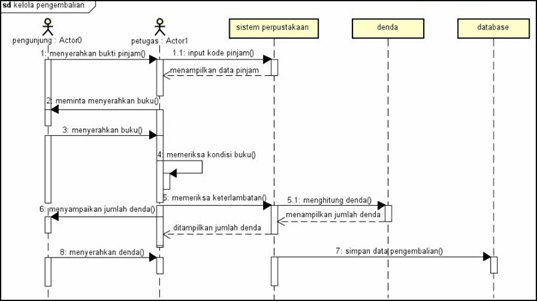 sd kelola pengembalian
pengunjung : Actor0
petugas : Actor1
sistem perpustakaan
denda
database
1: menyerahkan bukti pinjam()
1.1: input kode pinjam()
menampilkan data pinjam
2: meminta menyerahkan buku()
3: menyerahkan buku()
4: memeriksa kondisi buku()
5: memeriksa keterlambatan()
5.1: menghitung denda()
6: menyampaikan jumlah denda()
menampilkan jumlah denda
ditampilkan jumlah denda
7: simpan data pengembalian()
8: menyerahkan denda()